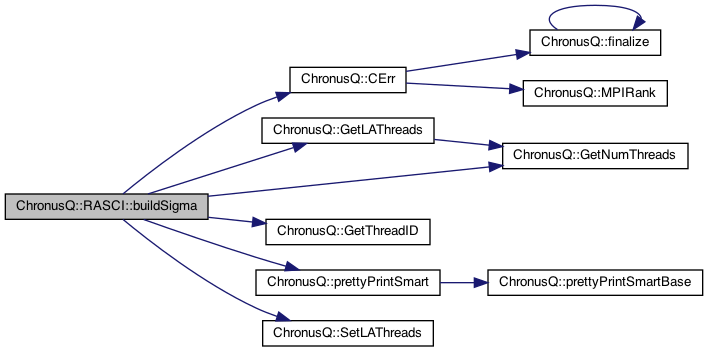 ChronusQ::finalize
ChronusQ::CErr
ChronusQ::MPIRank
ChronusQ::GetLAThreads
ChronusQ::GetNumThreads
ChronusQ::RASCI::buildSigma
ChronusQ::GetThreadID
ChronusQ::prettyPrintSmart
ChronusQ::prettyPrintSmartBase
ChronusQ::SetLAThreads